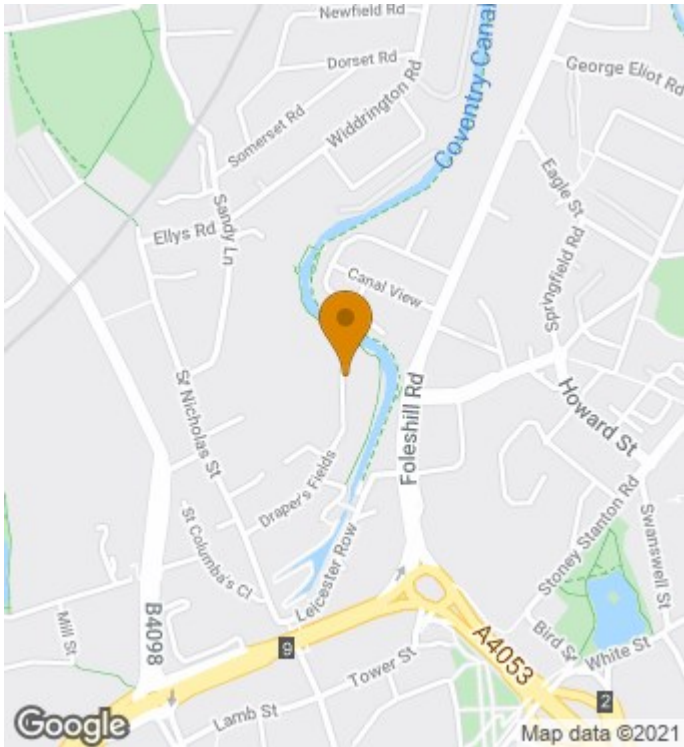 Newfield Rd
Dorset Rd
George Eliot Rd
Somerset Rd
Widdrington Rd
Coventry Canal
Eagle St
Sandy Ln
Ellys Rd
Springfield Rd
Canal View
St Nicholas St
Foleshill Rd
Howard St
Draper's Fields
Stoney Stanton Rd
St Columba's Cl
Leicester Row
Swanswell St
B4098
Mill St
9
A4053
Bird St
White St
Tower St
2
Lamb St
Google
Map data ©2021